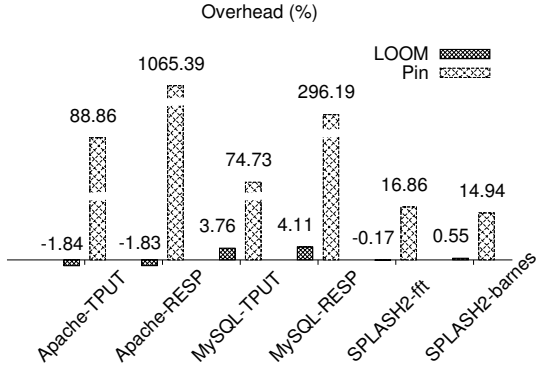 Overhead (%)
LOOM
Pin
1065.39
296.19
88.86
74.73
16.86
14.94
-1.84
-1.83
3.76
4.11
-0.17
0.55
Apache-TPUT
Apache-RESP
MySQL-TPUT
MySQL-RESP
SPLASH2-fft
SPLASH2-barnes